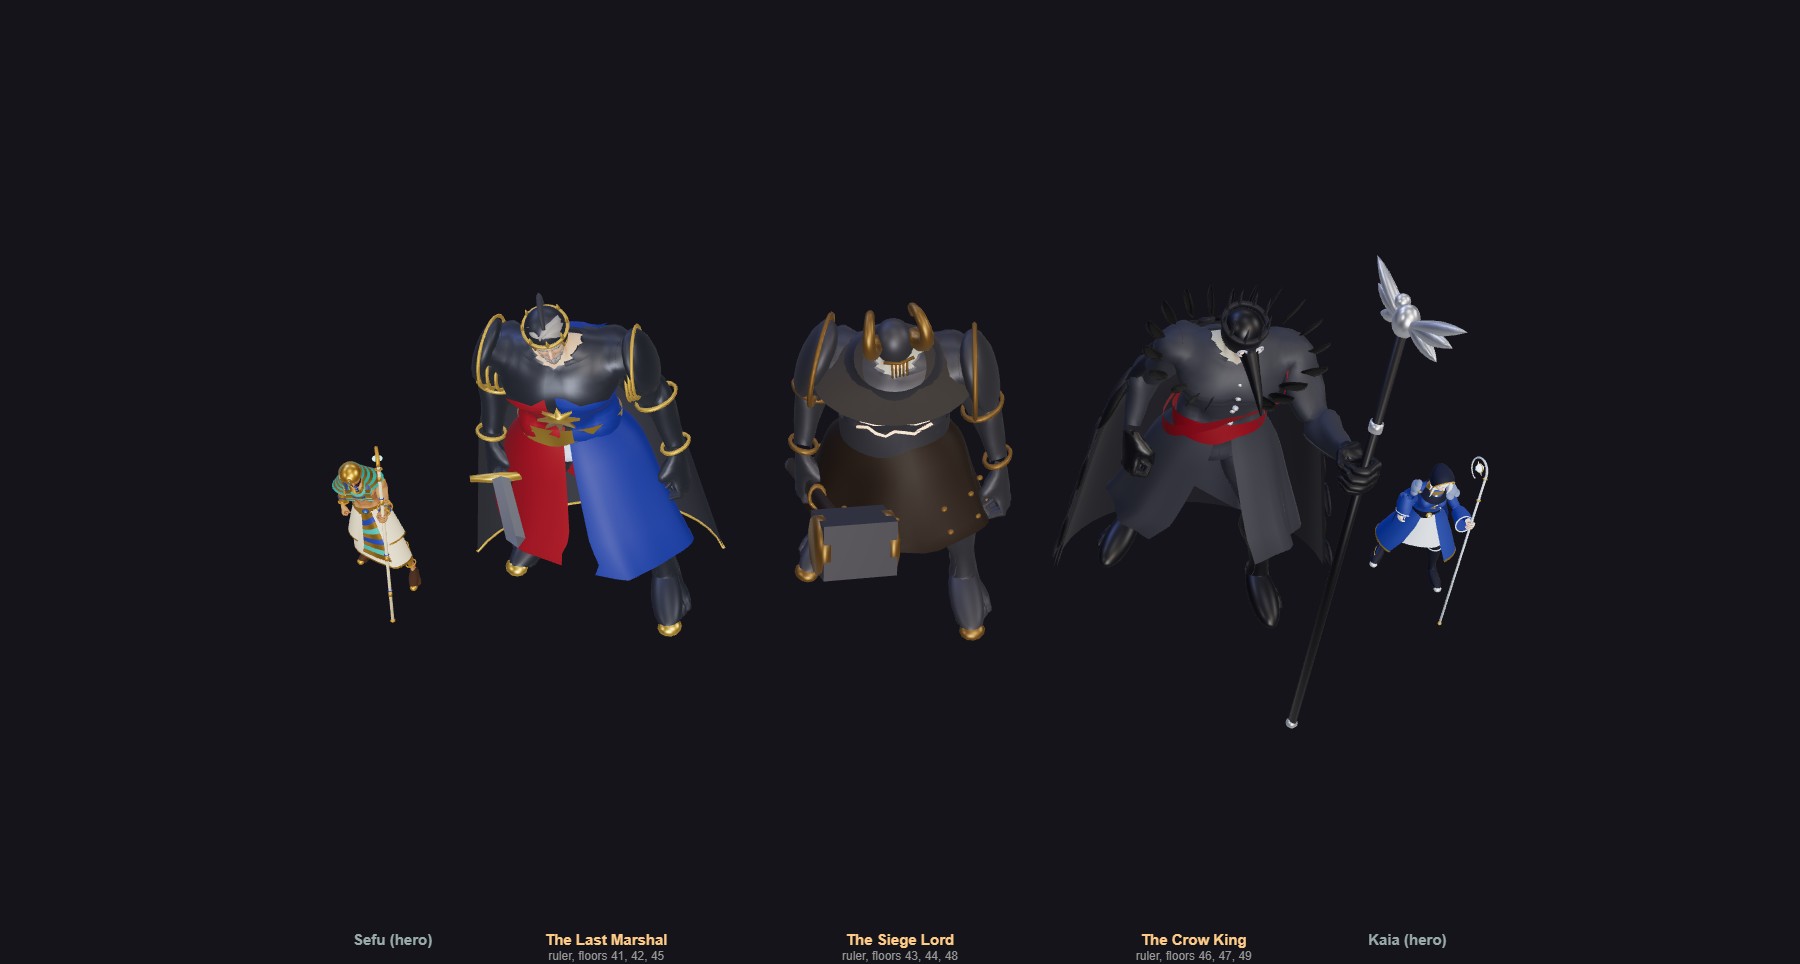 Sefu (hero)
The Last Marshal
ruler, floors 41, 42, 45
The Siege Lord
ruler, floors 43, 44, 48
The Crow King
ruler, floors 46, 47, 49
Kaia (hero)